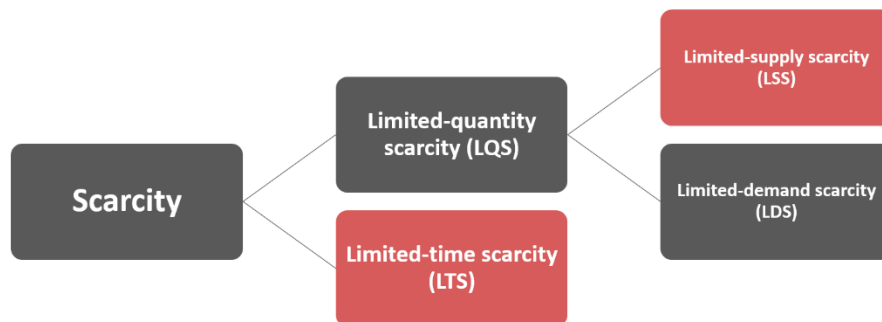 Scarcity
Limited-quantity
scarcity (LQS)
Limited-time scarcity
(LTS)
Limited-supply scarcity
(LSS)
Limited-demand scarcity
(LDS)